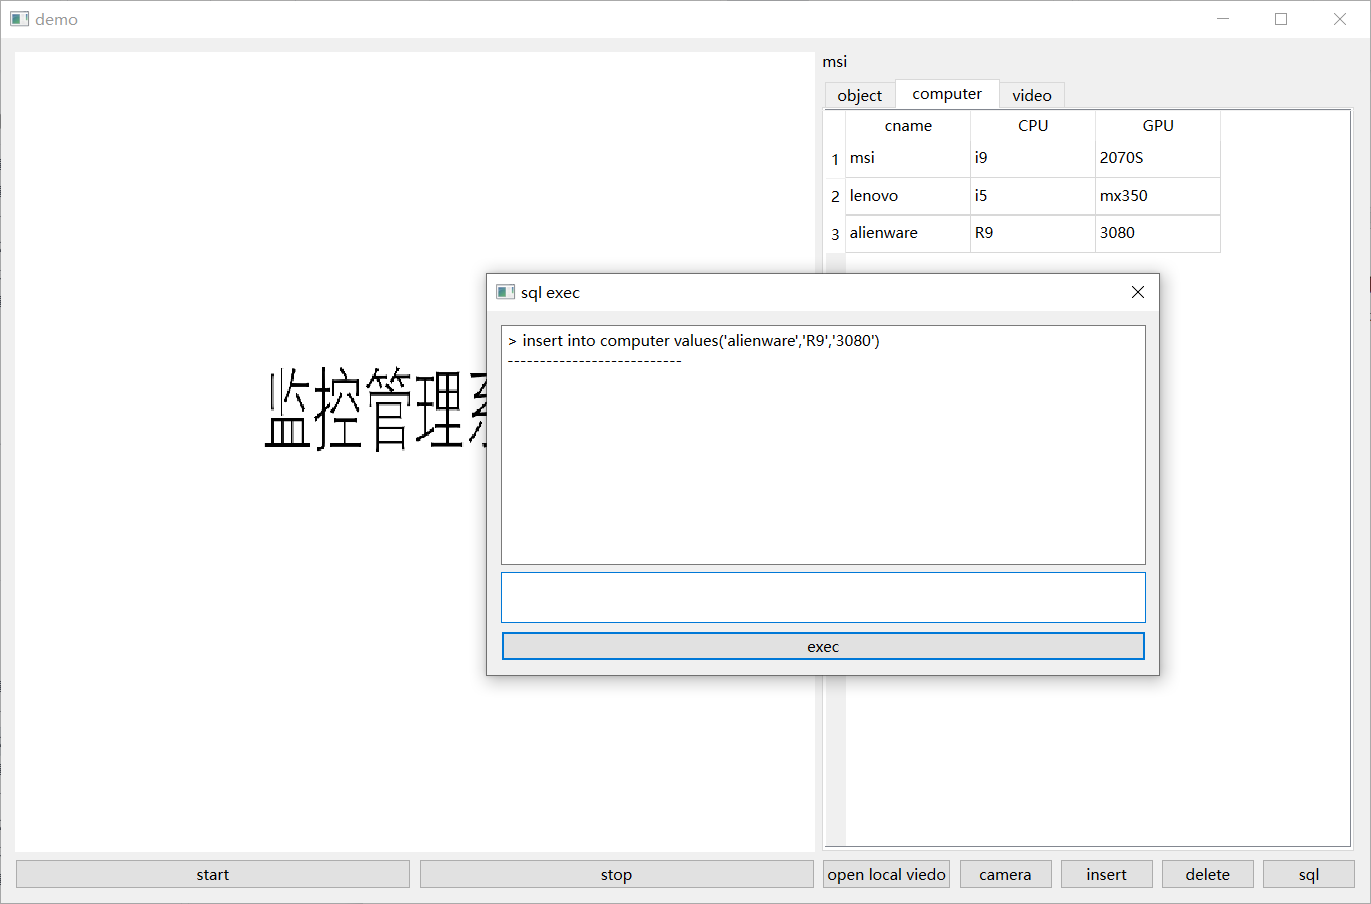 demo
msi
object computer video
cname CPU GPU
1 msi i9 2070S
2 lenovo i5 mx350
3 alienware R9 3080
sql exec
> insert into computer values('alienware','R9','3080')
---------------------------
监控管理
exec
start stop open local viedo camera insert delete sql